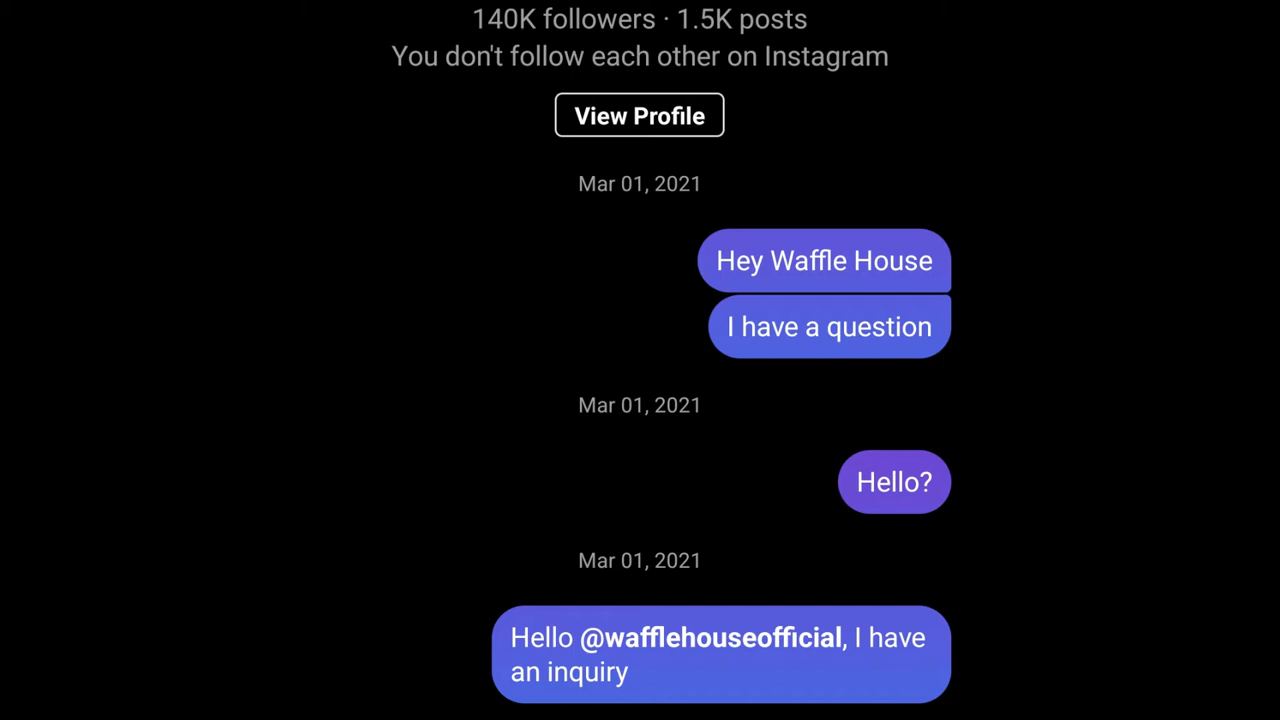 140K followers · 1.5K posts
You don't follow each other on Instagram
View Profile
Mar 01, 2021
Hey Waffle House
I have a question
Mar 01, 2021
Hello?
Mar 01, 2021
Hello @wafflehouseofficial, I have
an inquiry